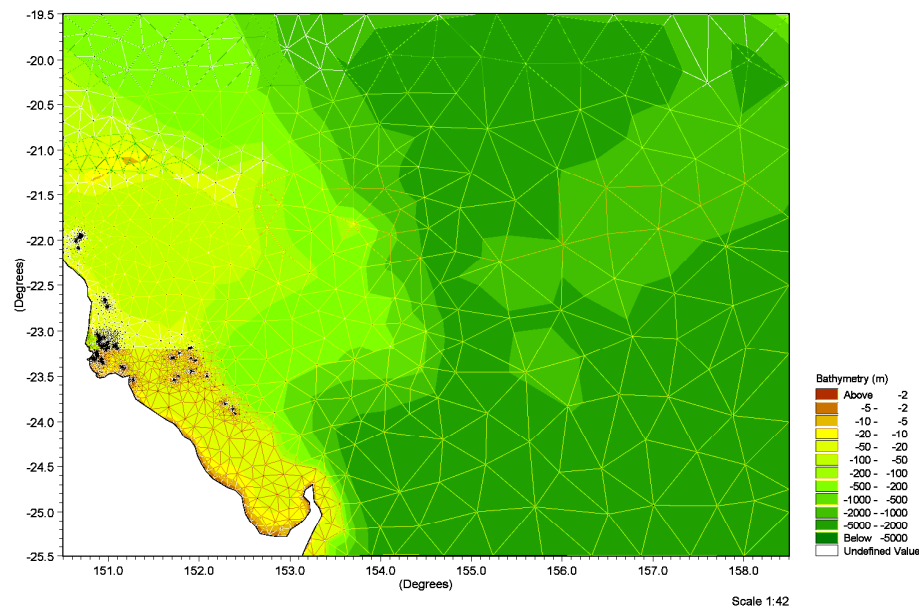 -19.5
-20.0
-20.5
-21.0
-21.5
-22.0
-22.5
-23.0
-23.5
-24.0
-24.5
-25.0
-25.5
(Degrees)
151.0 152.0 153.0 154.0 155.0 156.0 157.0 158.0
(Degrees)
Scale 1:42
Bathymetry (m)
Above -2
-5 - -2
-10 - -5
-20 - -10
-50 - -20
-100 - -50
-200 - -100
-500 - -200
-1000 - -500
-2000 - -1000
-5000 - -2000
Below -5000
Undefined Value